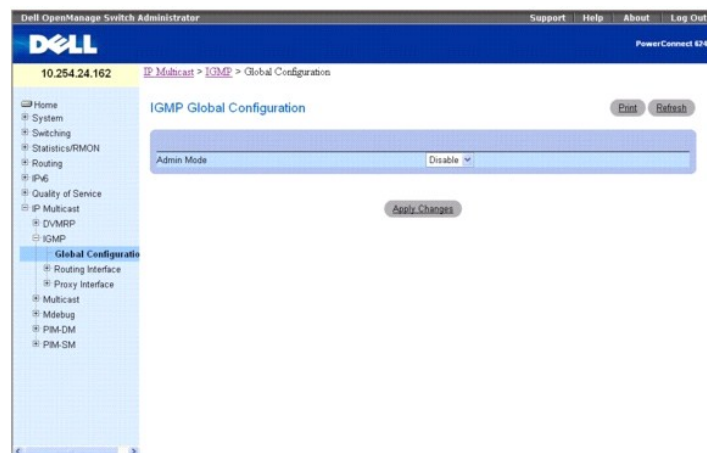 Dell OpenManage Switch Administrator Support Help About Log Out
DELL
PowerConnect 624
10.254.24.162
IP Multicast > IGMP > Global Configuration
Home
System
Switching
Statistics/RMON
Routing
IPv6
Quality of Service
IP Multicast
DVMRP
IGMP
Global Configuratio
Routing Interface
Proxy Interface
Multicast
Mdebug
PIM-DM
PIM-SM
IGMP Global Configuration
Print Refresh
Admin Mode Disable
Apply Changes